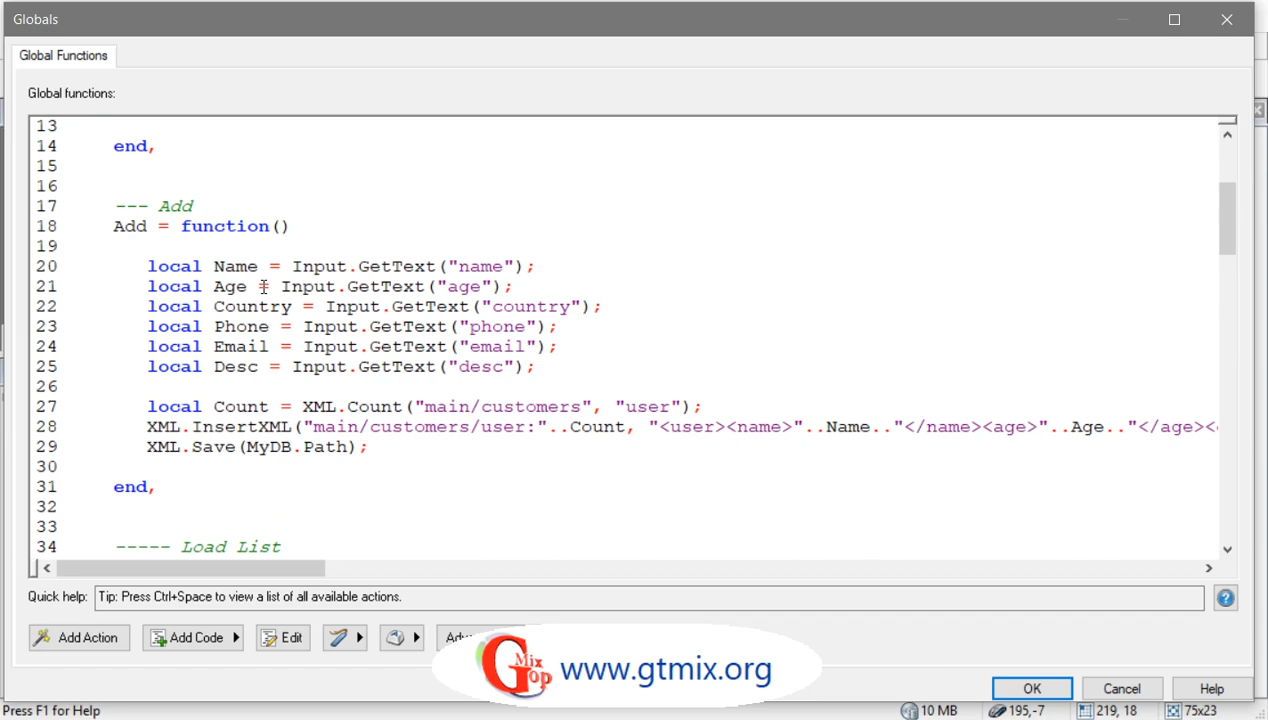 Globals
Global Functions
Global functions:
13
14 end,
15
16
17 --- Add
18 Add = function()
19
20 local Name = Input.GetText("name");
21 local Age = Input.GetText("age");
22 local Country = Input.GetText("country");
23 local Phone = Input.GetText("phone");
24 local Email = Input.GetText("email");
25 local Desc = Input.GetText("desc");
26
27 local Count = XML.Count("main/customers", "user");
28 XML.InsertXML("main/customers/user:"..Count, "<user><name>"..Name.."</name><age>"..Age.."</age><
29 XML.Save(MyDB.Path);
30
31 end,
32
33
34 ----- Load List
Quick help: Tip: Press Ctrl+Space to view a list of all available actions.
Add Action Add Code Edit
GMix Top www.gtmix.org
OK Cancel Help
Press F1 for Help 10 MB 195,-7 219, 18 75x23